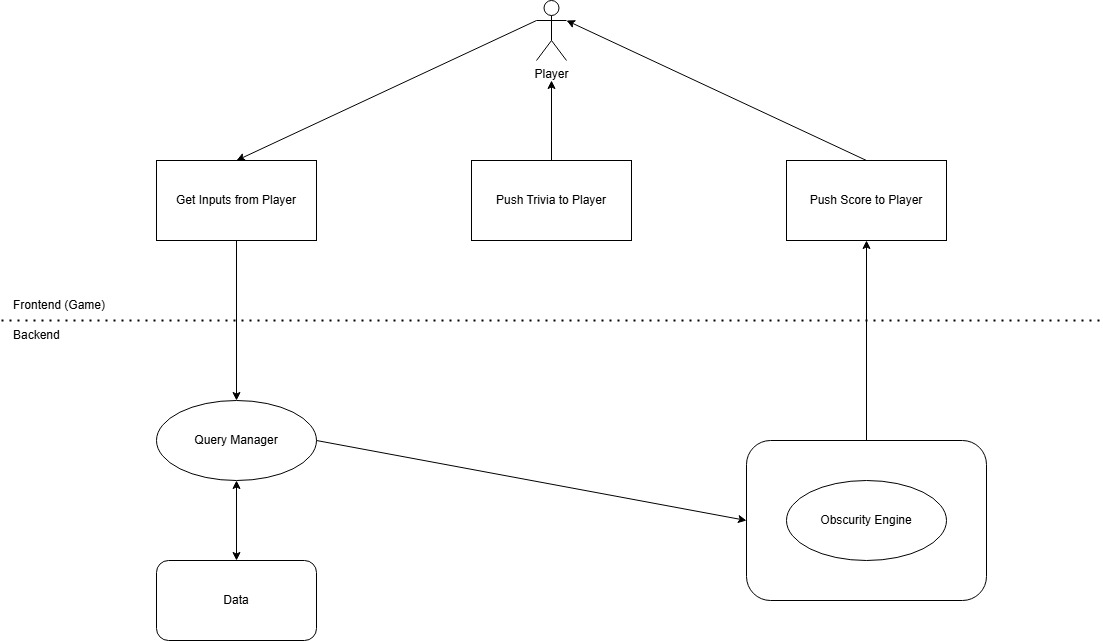 Player
Get Inputs from Player
Push Trivia to Player
Push Score to Player
Frontend (Game)
Backend
Query Manager
Obscurity Engine
Data